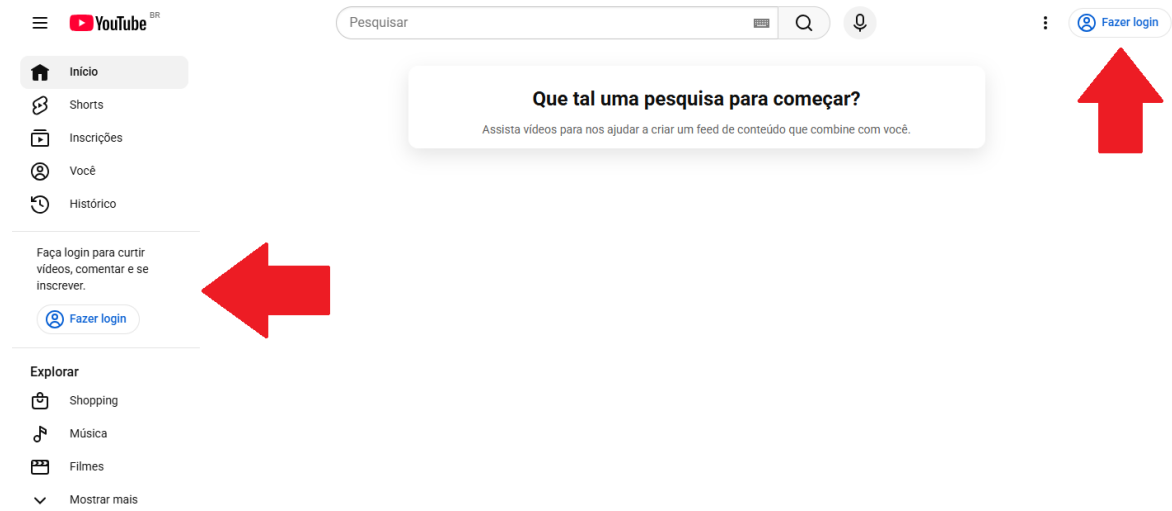 YouTube BR
Pesquisar
Fazer login
Início
Shorts
Inscrições
Você
Histórico
Faça login para curtir
vídeos, comentar e se
inscrever.
Fazer login
Explorar
Shopping
Música
Filmes
Mostrar mais
Que tal uma pesquisa para começar?
Assista vídeos para nos ajudar a criar um feed de conteúdo que combine com você.